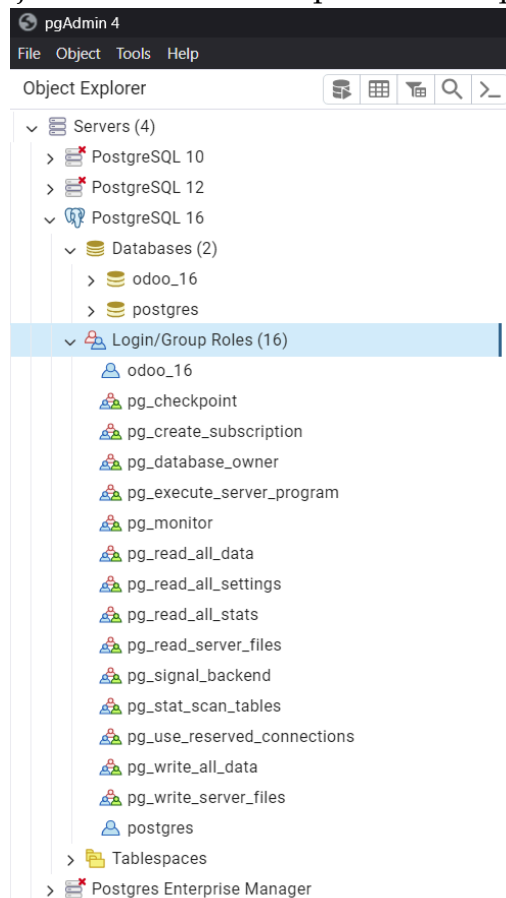 pgAdmin 4
File Object Tools Help
Object Explorer
Servers (4)
PostgreSQL 10
PostgreSQL 12
PostgreSQL 16
Databases (2)
odoo_16
postgres
Login/Group Roles (16)
odoo_16
pg_checkpoint
pg_create_subscription
pg_database_owner
pg_execute_server_program
pg_monitor
pg_read_all_data
pg_read_all_settings
pg_read_all_stats
pg_read_server_files
pg_signal_backend
pg_stat_scan_tables
pg_use_reserved_connections
pg_write_all_data
pg_write_server_files
postgres
Tablespaces
Postgres Enterprise Manager